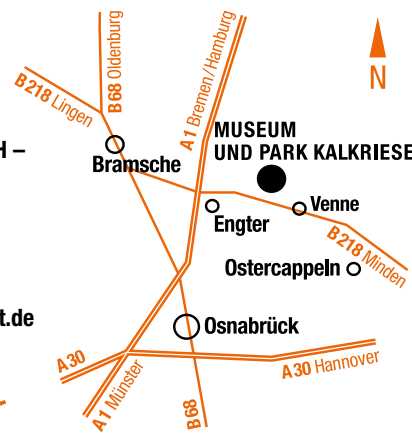 B68 Oldenburg
B218 Lingen
A1 Bremen/Hamburg
N
H –
MUSEUM
UND PARK KALKRIESE
Bramsche
Venne
Engter
B218 Minden
Ostercappeln
t.de
Osnabrück
A30
A30 Hannover
A1 Münster
B68